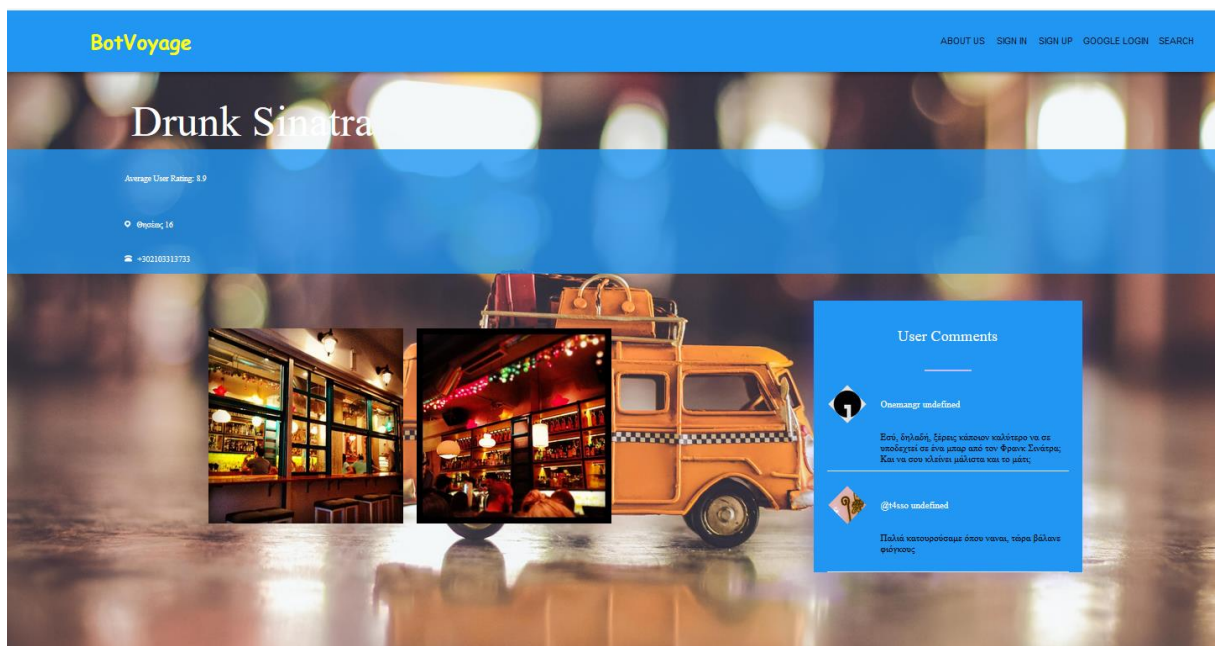 BotVoyage
ABOUT US SIGN IN SIGN UP GOOGLE LOGIN SEARCH
Drunk Sinatra
Average User Rating: 8.9
Θησέως 16
+302103313733
User Comments
Onemangr undefined
Εσύ, δηλαδή, ξέρεις κάποιον καλύτερο να σε
υποδεχτεί σε ένα μπαρ από τον Φρανκ Σινάτρα;
Και να σου κλείνει μάλιστα και το μάτι;
@t4sso undefined
Παλιά κατουρούσαμε όπου ναναι, τώρα βάλανε
φιόγκους